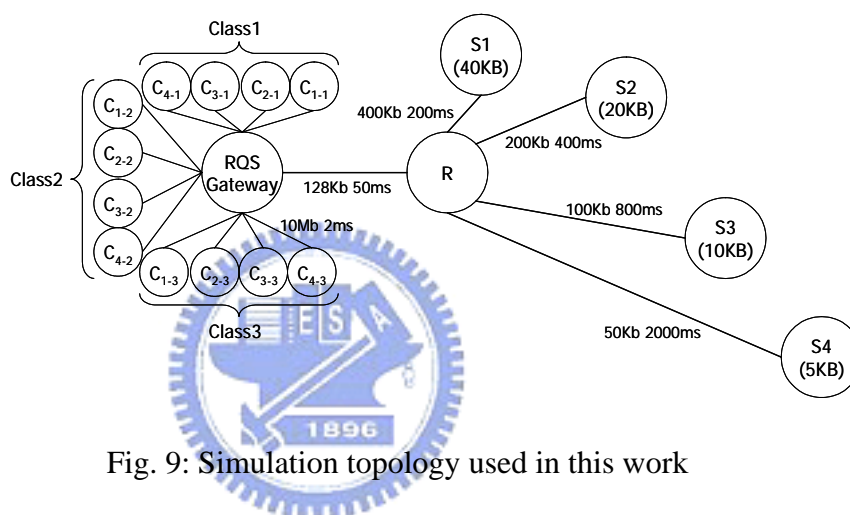 Class1
C4-1 C3-1 C2-1 C1-1
S1
(40KB)
S2
(20KB)
400Kb 200ms
200Kb 400ms
C1-2
C2-2
C3-2
C4-2
Class2
RQS
Gateway
128Kb 50ms
R
100Kb 800ms
S3
(10KB)
10Mb 2ms
C1-3 C2-3 C3-3 C4-3
Class3
50Kb 2000ms
S4
(5KB)
E S A
1896
Fig. 9: Simulation topology used in this work